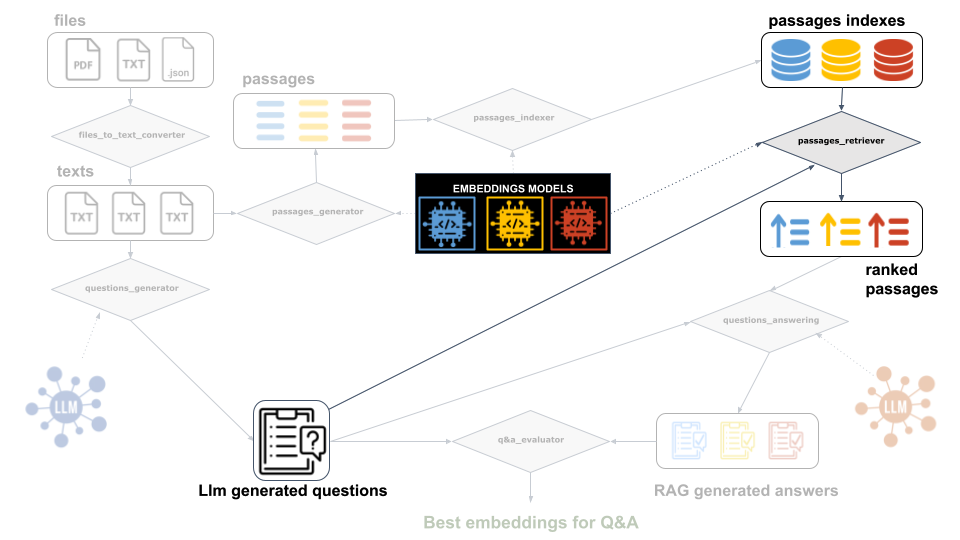 files
passages indexes
PDF
TXT
.json
passages
files_to_text_converter
passages_indexer
passages_retriever
texts
EMBEDDINGS MODELS
TXT
TXT
TXT
passages_generator
</>
</>
</>
ranked
passages
questions_generator
questions_answering
LLM
LLM
?
q&a_evaluator
Llm generated questions
RAG generated answers
Best embeddings for Q&A